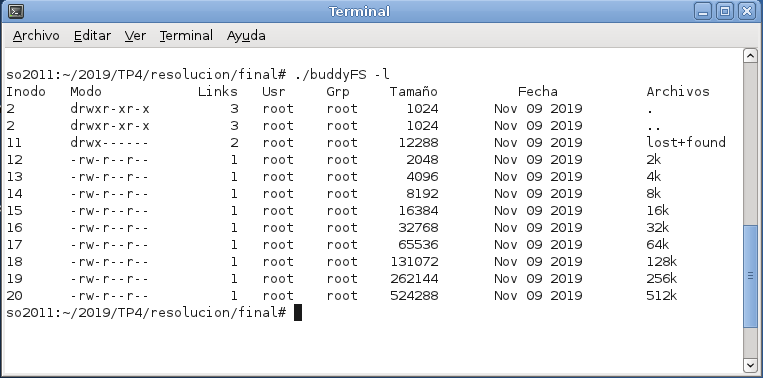 Terminal
Archivo Editar Ver Terminal Ayuda
so2011:~/2019/TP4/resolucion/final# ./buddyFS -l
Inodo Modo Links Usr Grp Tamaño Fecha Archivos
2 drwxr-xr-x 3 root root 1024 Nov 09 2019 .
2 drwxr-xr-x 3 root root 1024 Nov 09 2019 ..
11 drwx------ 2 root root 12288 Nov 09 2019 lost+found
12 -rw-r--r-- 1 root root 2048 Nov 09 2019 2k
13 -rw-r--r-- 1 root root 4096 Nov 09 2019 4k
14 -rw-r--r-- 1 root root 8192 Nov 09 2019 8k
15 -rw-r--r-- 1 root root 16384 Nov 09 2019 16k
16 -rw-r--r-- 1 root root 32768 Nov 09 2019 32k
17 -rw-r--r-- 1 root root 65536 Nov 09 2019 64k
18 -rw-r--r-- 1 root root 131072 Nov 09 2019 128k
19 -rw-r--r-- 1 root root 262144 Nov 09 2019 256k
20 -rw-r--r-- 1 root root 524288 Nov 09 2019 512k
so2011:~/2019/TP4/resolucion/final#